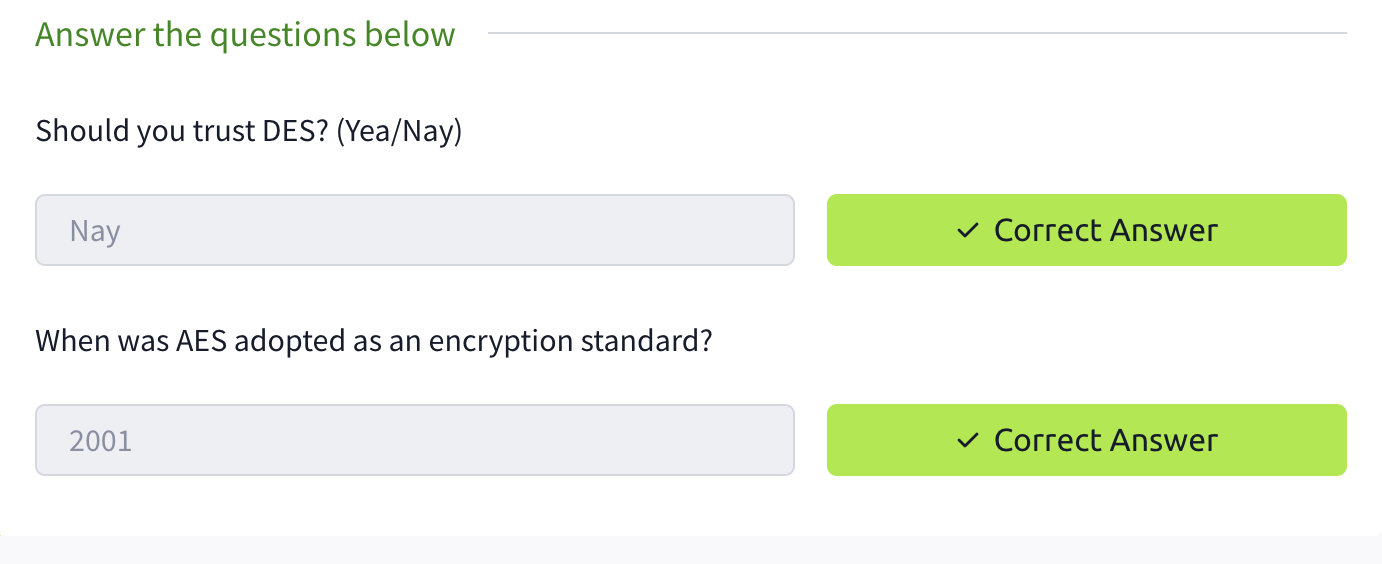 Answer the questions below
Should you trust DES? (Yea/Nay)
Nay
✓ Correct Answer
When was AES adopted as an encryption standard?
2001
✓ Correct Answer